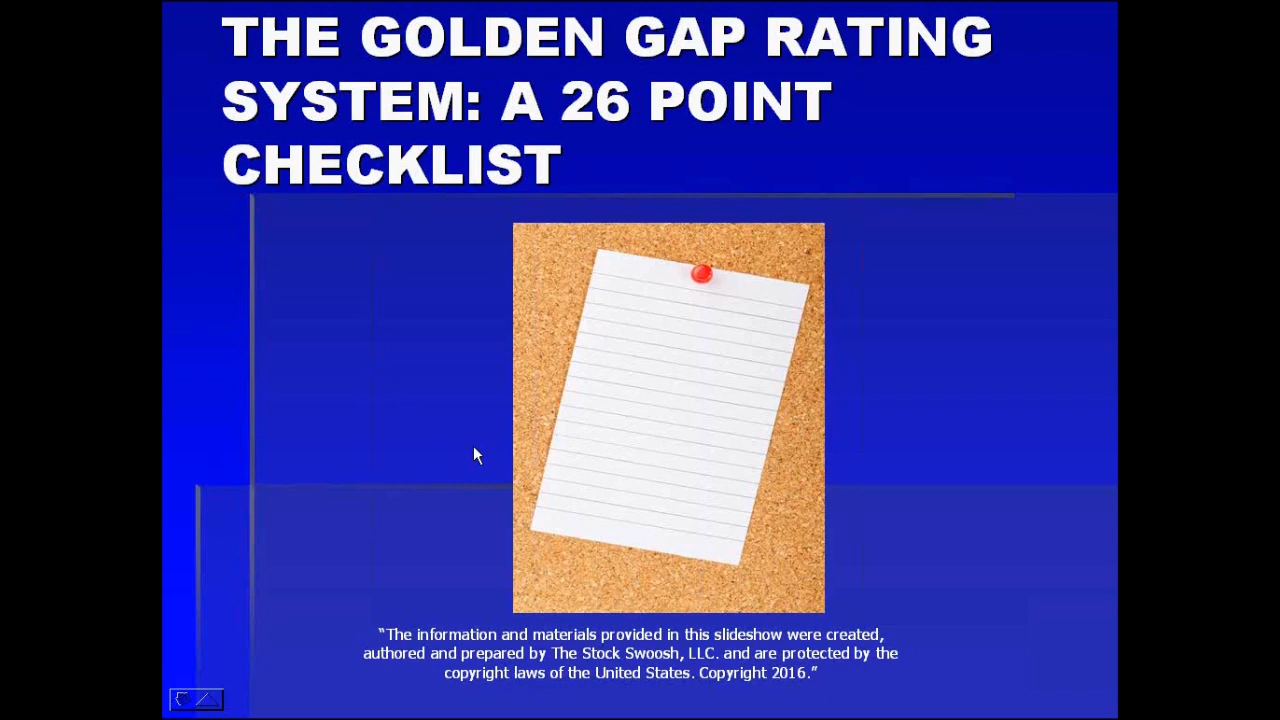 THE GOLDEN GAP RATING
SYSTEM: A 26 POINT
CHECKLIST
“The information and materials provided in this slideshow were created,
authored and prepared by The Stock Swoosh, LLC. and are protected by the
copyright laws of the United States. Copyright 2016.”